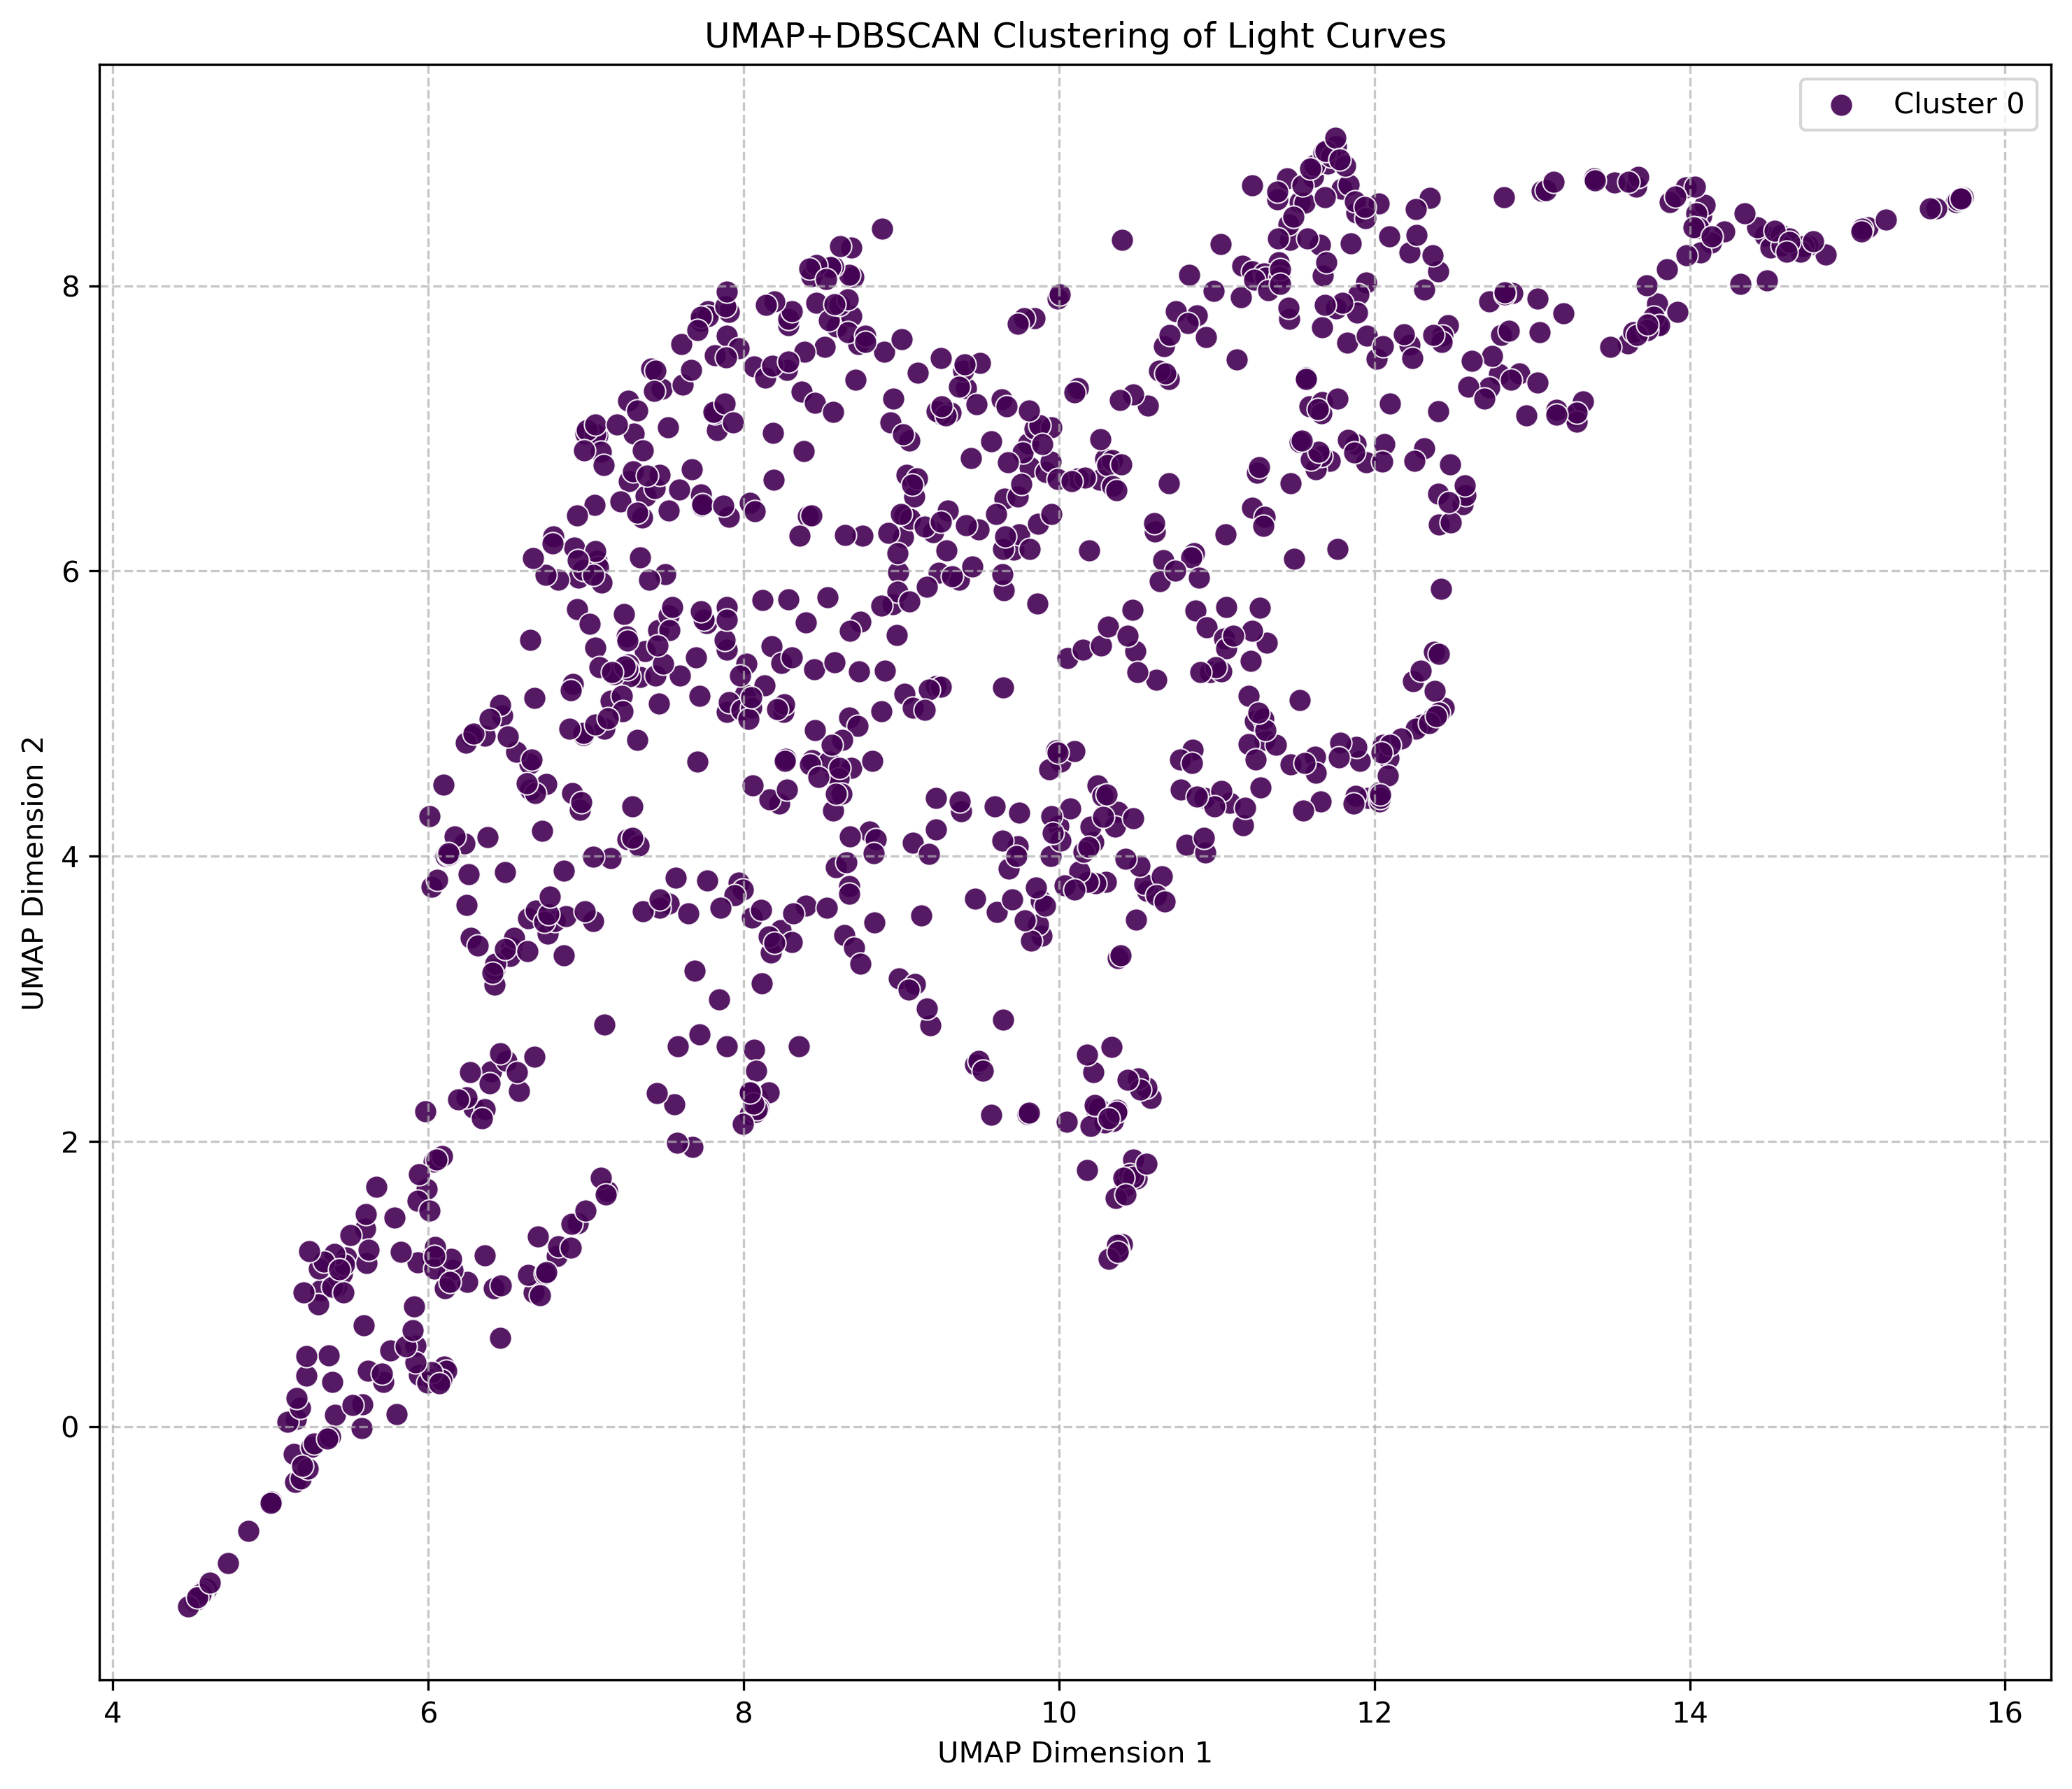 UMAP+DBSCAN Clustering of Light Curves
Cluster 0
UMAP Dimension 2
8
6
4
2
0
4 6 8 10 12 14 16
UMAP Dimension 1